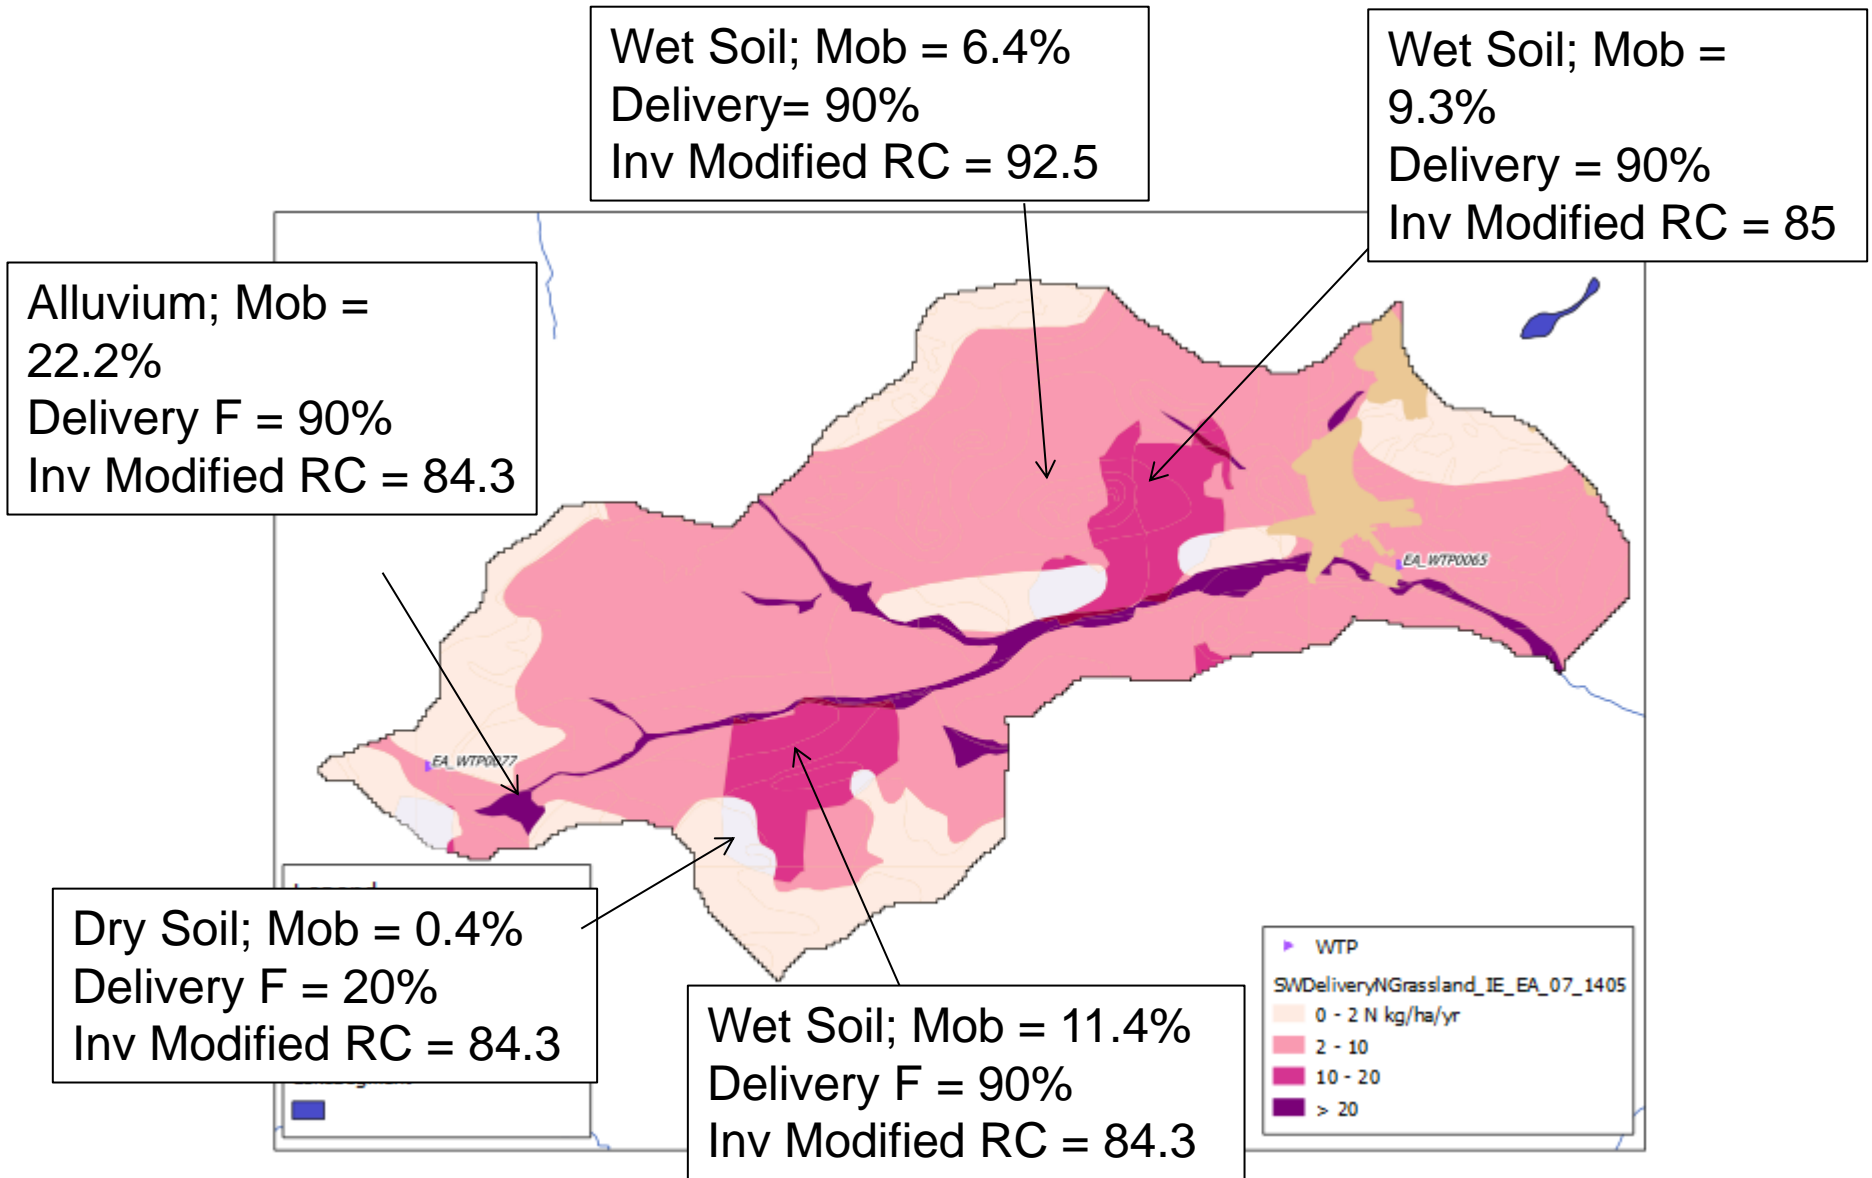 Wet Soil; Mob = 6.4%
Delivery= 90%
Inv Modified RC = 92.5
Wet Soil; Mob =
9.3%
Delivery = 90%
Inv Modified RC = 85
Alluvium; Mob =
22.2%
Delivery F = 90%
Inv Modified RC = 84.3
EA_WTP0065
EA_WTP0077
Dry Soil; Mob = 0.4%
Delivery F = 20%
Inv Modified RC = 84.3
Wet Soil; Mob = 11.4%
Delivery F = 90%
Inv Modified RC = 84.3
WTP
SWDeliveryNGrassland_IE_EA_07_1405
0 - 2 N kg/ha/yr
2 - 10
10 - 20
> 20